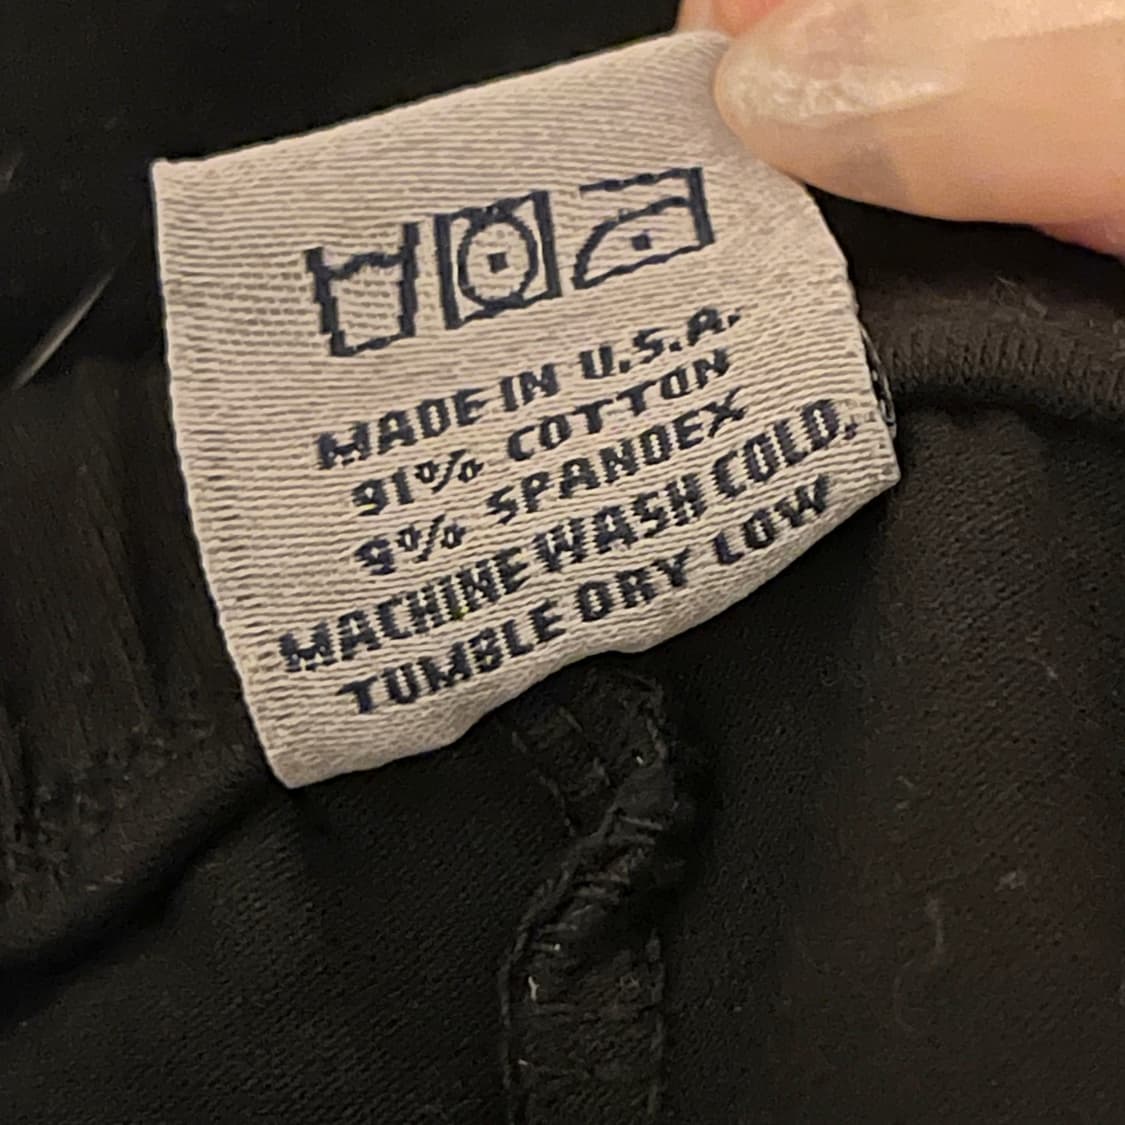 MADE IN U.S.A.
91% COTTON
9% SPANDEX
MACHINE WASH COLD.
TUMBLE DRY LOW